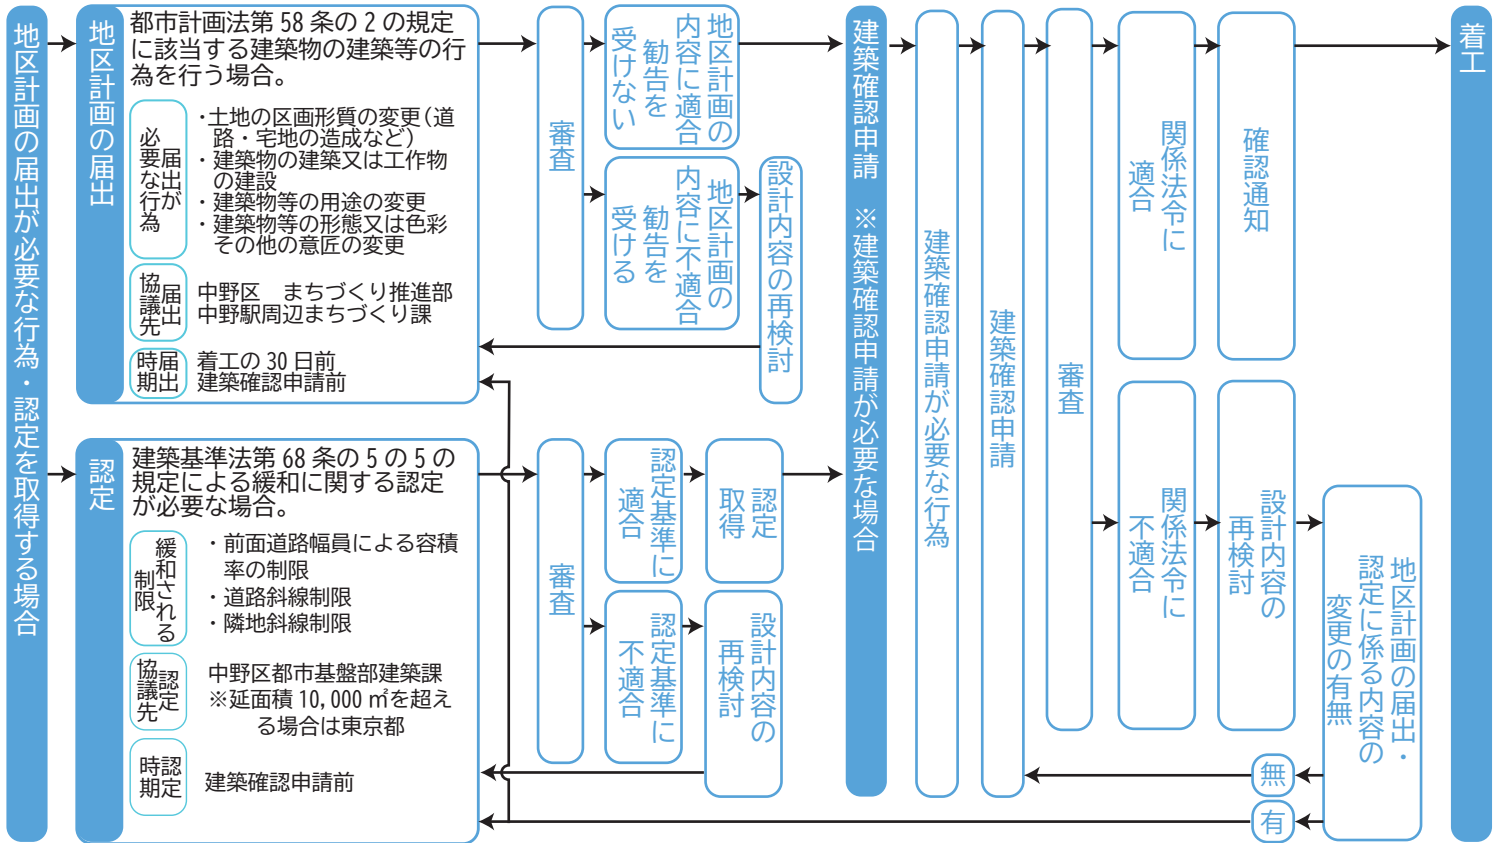 地区計画の届出が必要な行為・認定を取得する場合
地区計画の届出
都市計画法第 58 条の 2 の規定
に該当する建築物の建築等の行
為を行う場合。
届出が
必要な行為
・土地の区画形質の変更(道
路・宅地の造成など)
・建築物の建築又は工作物
の建設
・建築物等の用途の変更
・建築物等の形態又は色彩
その他の意匠の変更
届出
協議先
中野区　まちづくり推進部
中野駅周辺まちづくり課
届出
時期
着工の 30 日前
建築確認申請前
審査
地区計画の
内容に適合
勧告を
受けない
地区計画の
内容に不適合
勧告を
受ける
設計内容の再検討
認定
建築基準法第 68 条の 5 の 5 の
規定による緩和に関する認定
が必要な場合。
緩和される
制限
・前面道路幅員による容積
率の制限
・道路斜線制限
・隣地斜線制限
認定
協議先
中野区都市基盤部建築課
※延面積 10,000 ㎡を超え
る場合は東京都
認定
時期
建築確認申請前
審査
認定基準に
適合
認定
取得
認定基準に
不適合
設計内容の
再検討
建築確認申請　※建築確認申請が必要な場合
建築確認申請が必要な行為
建築確認申請
審査
関係法令に
適合
確認通知
関係法令に
不適合
設計内容の
再検討
地区計画の届出・
認定に係る内容の
変更の有無
無
有
着工